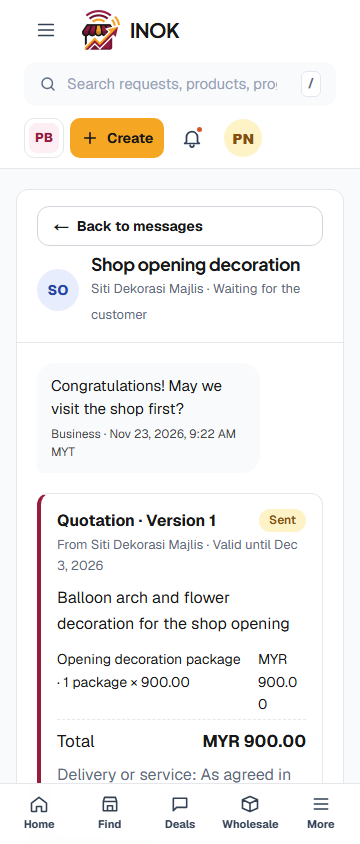 INOK
Search requests, products, pro
/
PB
+ Create
PN
← Back to messages
SO
Shop opening decoration
Siti Dekorasi Majlis · Waiting for the
customer
Congratulations! May we
visit the shop first?
Business · Nov 23, 2026, 9:22 AM
MYT
Quotation · Version 1
Sent
From Siti Dekorasi Majlis · Valid until Dec
3, 2026
Balloon arch and flower
decoration for the shop opening
Opening decoration package
· 1 package × 900.00
MYR
900.0
0
Total
MYR 900.00
Delivery or service: As agreed in
Home
Find
Deals
Wholesale
More